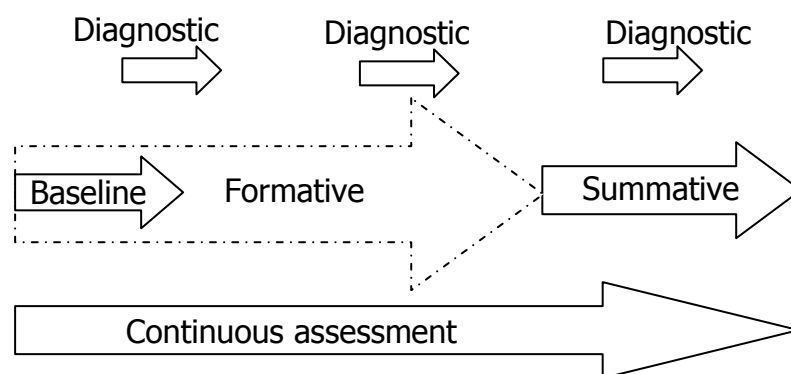 Diagnostic Diagnostic Diagnostic
Baseline Formative Summative
Continuous assessment